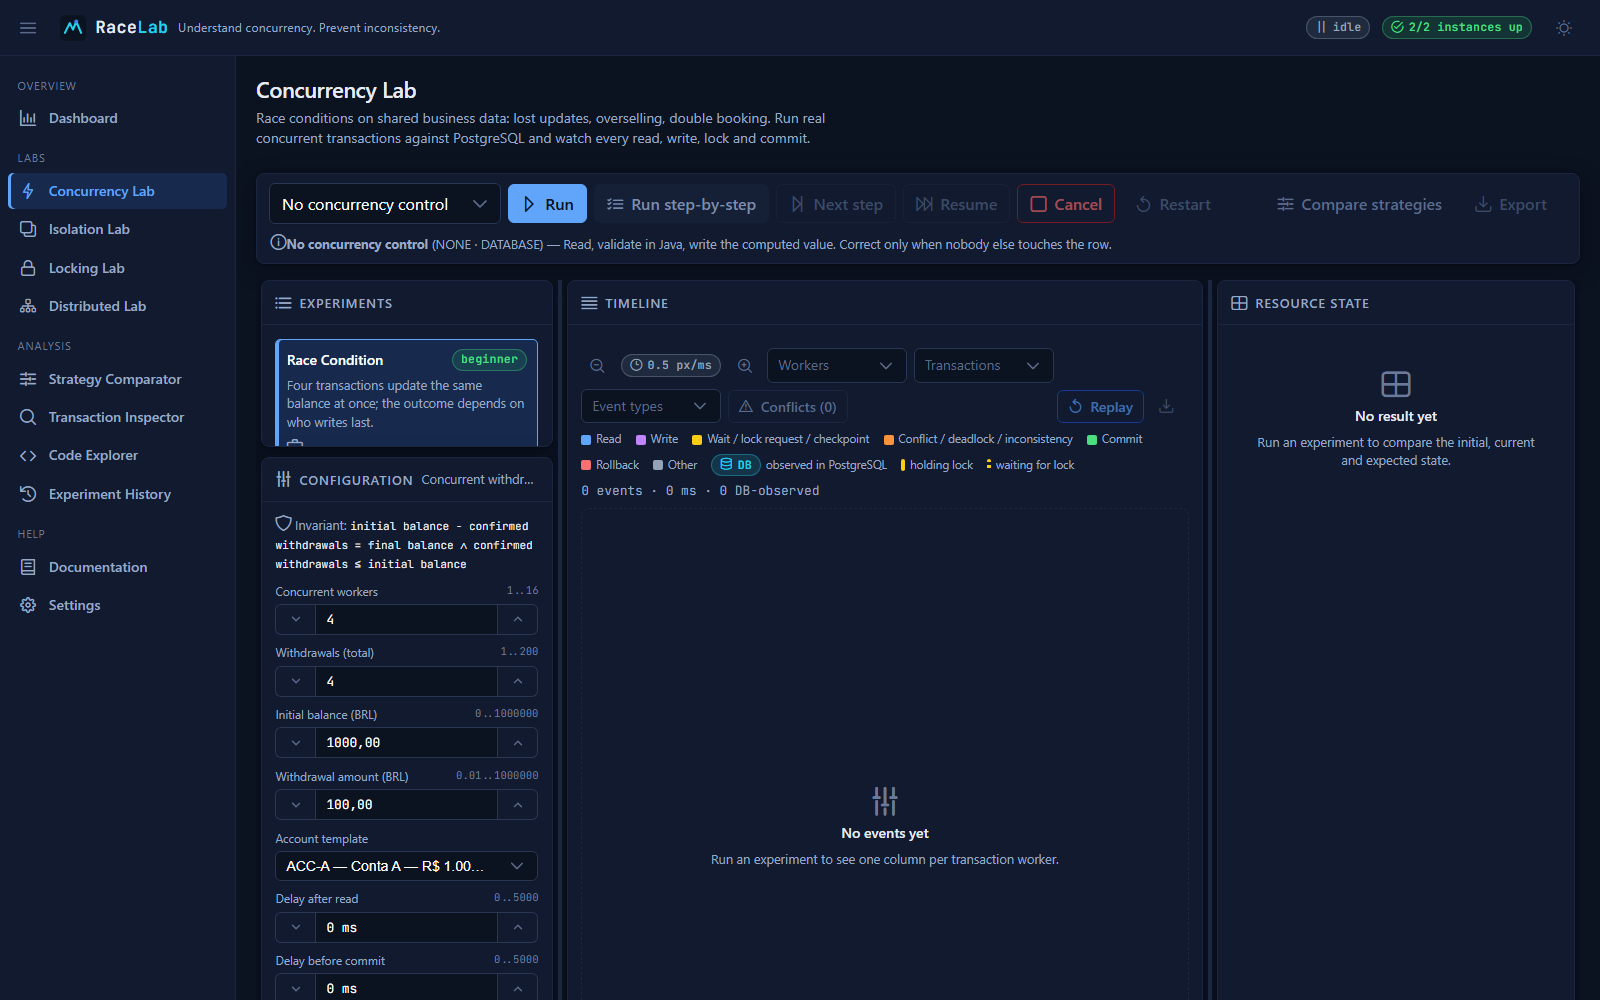 RaceLab Understand concurrency. Prevent inconsistency.
idle
2/2 instances up
OVERVIEW
Dashboard
LABS
Concurrency Lab
Isolation Lab
Locking Lab
Distributed Lab
ANALYSIS
Strategy Comparator
Transaction Inspector
Code Explorer
Experiment History
HELP
Documentation
Settings
Concurrency Lab
Race conditions on shared business data: lost updates, overselling, double booking. Run real
concurrent transactions against PostgreSQL and watch every read, write, lock and commit.
No concurrency control
Run
Run step-by-step
Next step
Resume
Cancel
Restart
Compare strategies
Export
No concurrency control (NONE · DATABASE) — Read, validate in Java, write the computed value. Correct only when nobody else touches the row.
EXPERIMENTS
Race Condition beginner
Four transactions update the same
balance at once; the outcome depends on
who writes last.
CONFIGURATION Concurrent withdr...
Invariant: initial balance - confirmed
withdrawals = final balance ∧ confirmed
withdrawals ≤ initial balance
Concurrent workers 1..16
4
Withdrawals (total) 1..200
4
Initial balance (BRL) 0..1000000
1000,00
Withdrawal amount (BRL) 0.01..1000000
100,00
Account template
ACC-A — Conta A — R$ 1.00...
Delay after read 0..5000
0 ms
Delay before commit 0..5000
0 ms
TIMELINE
0.5 px/ms
Workers
Transactions
Event types
Conflicts (0)
Replay
Read
Write
Wait / lock request / checkpoint
Conflict / deadlock / inconsistency
Commit
Rollback
Other
DB observed in PostgreSQL
holding lock
waiting for lock
0 events · 0 ms · 0 DB-observed
No events yet
Run an experiment to see one column per transaction worker.
RESOURCE STATE
No result yet
Run an experiment to compare the initial, current
and expected state.